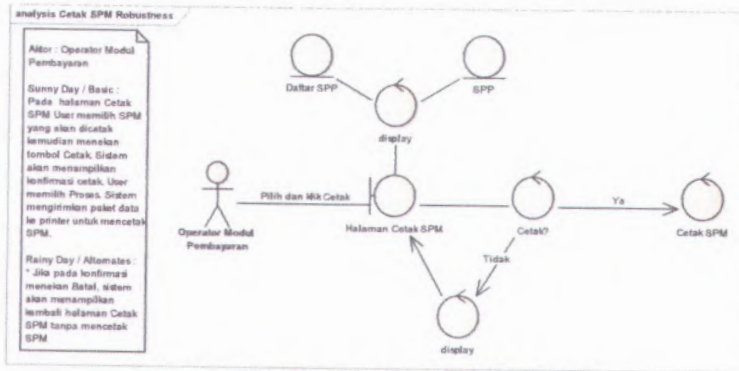 analysis Cetak SPM Robustness
Aktor : Operator Modul
Pembayaran
Sunny Day / Basic :
Pada halaman Cetak
SPM User memilih SPM
yang akan dicetak
kemudian menekan
tombol Cetak. Sistem
akan menampilkan
konfirmasi cetak. User
memilih Proses. Sistem
mengirimkan paket data
ke printer untuk mencetak
SPM.
Rainy Day / Alternates :
* Jika pada konfirmasi
menekan Batal, sistem
akan menampilkan
kembali halaman Cetak
SPM tanpa mencetak
SPM
Daftar SPP
SPP
display
Pilih dan klik Cetak
Operator Modul
Pembayaran
Halaman Cetak SPM
Cetak?
Ya
Cetak SPM
Tidak
display